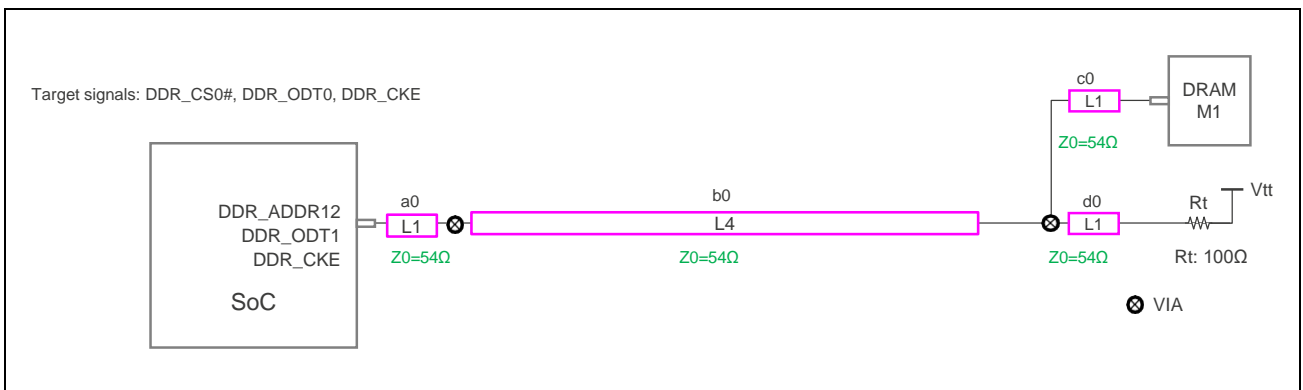 Target signals: DDR_CS0#, DDR_ODT0, DDR_CKE
c0
L1
Z0=54Ω
DRAM
M1
DDR_ADDR12
DDR_ODT1
DDR_CKE
SoC
a0
L1
Z0=54Ω
b0
L4
Z0=54Ω
d0
L1
Z0=54Ω
Rt
Vtt
Rt: 100Ω
VIA